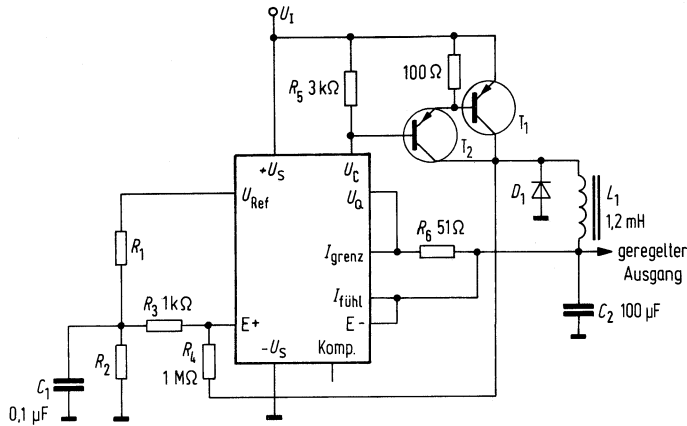 U_I
R_5 3 kΩ
100 Ω
T_1
T_2
+U_S
U_C
U_Ref
U_Q
D_1
L_1
1,2 mH
R_1
R_6 51 Ω
I_grenz
geregelter
Ausgang
I_fühl
R_3 1 kΩ
E+
E-
C_2 100 µF
R_2
R_4
1 MΩ
-U_S
Komp.
C_1
0,1 µF